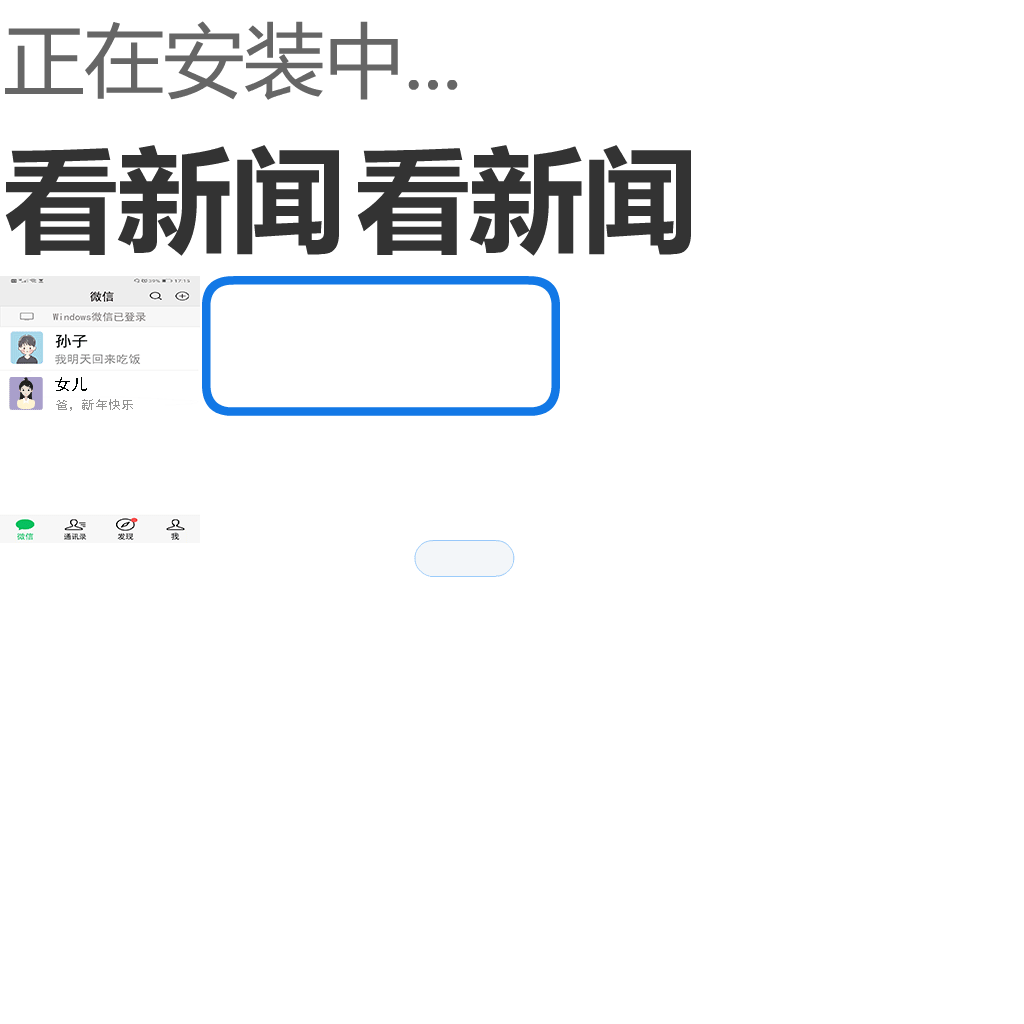 正在安装中...
看新闻 看新闻
17:16
微信
Windows微信已登录
孙子
我明天回来吃饭
女儿
爸，新年快乐
微信 通讯录 发现 我